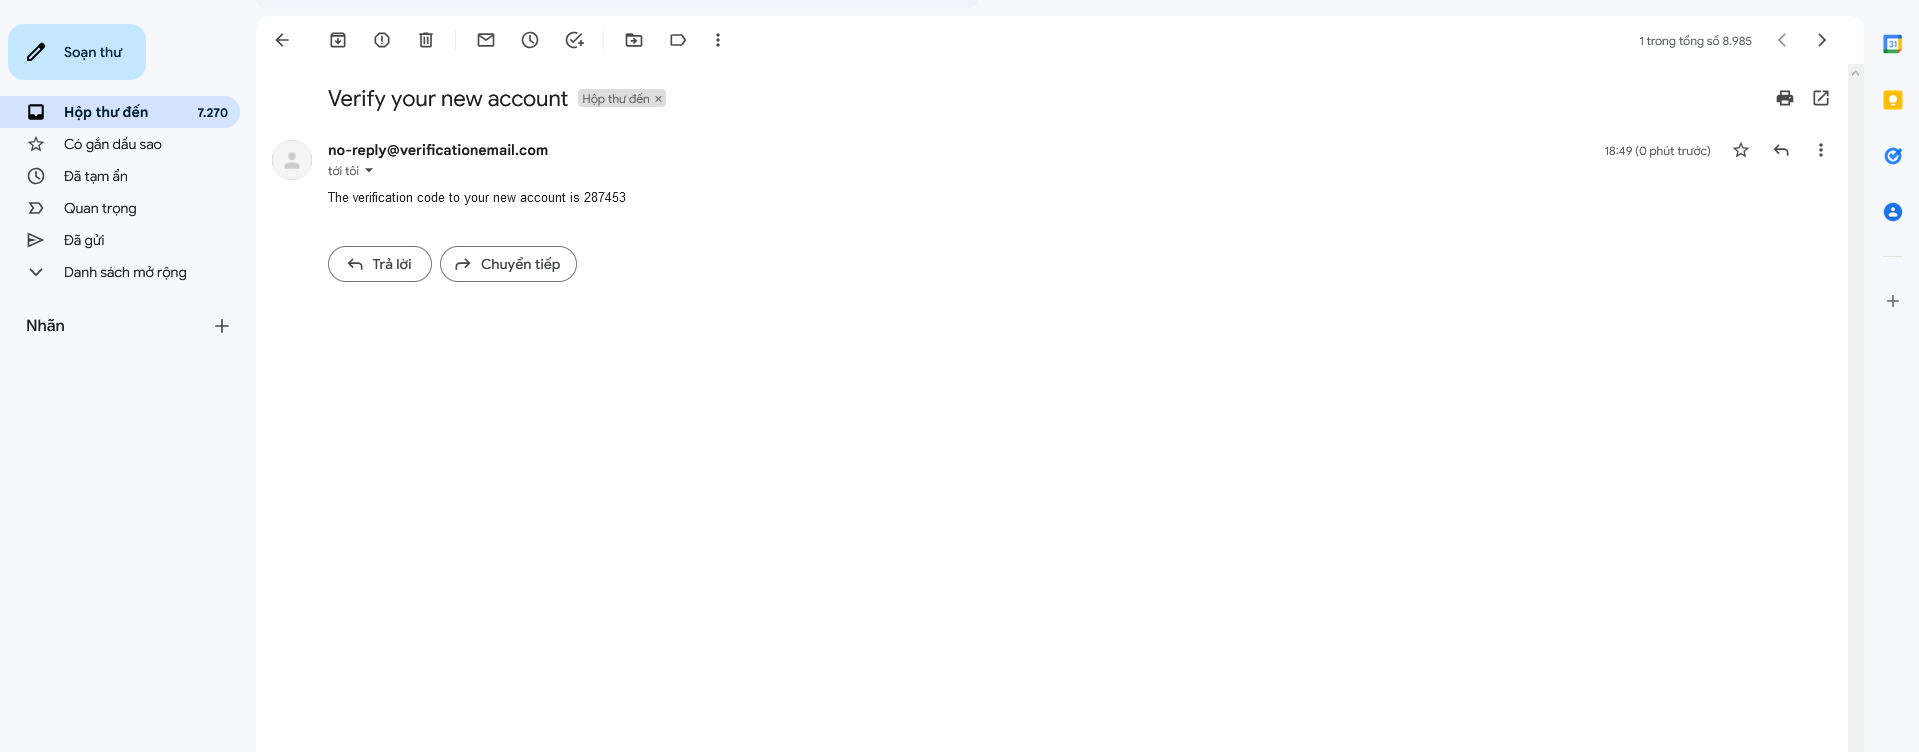 Soạn thư
Hộp thư đến 7.270
Có gắn dấu sao
Đã tạm ẩn
Quan trọng
Đã gửi
Danh sách mở rộng
Nhãn
1 trong tổng số 8.985
Verify your new account Hộp thư đến ×
no-reply@verificationemail.com
18:49 (0 phút trước)
tới tôi
The verification code to your new account is 287453
Trả lời Chuyển tiếp
31